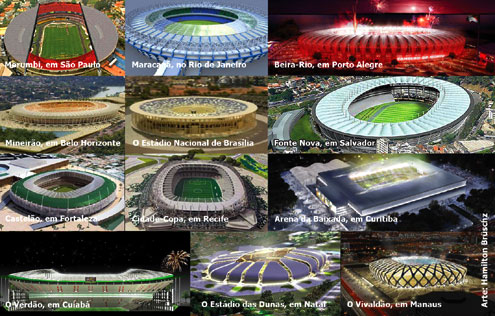 Morumbi, em São Paulo
Maracanã, no Rio de Janeiro
Beira-Rio, em Porto Alegre
Mineirão, em Belo Horizonte
O Estádio Nacional de Brasília
Fonte Nova, em Salvador
Castelão, em Fortaleza
Cidade-Copa, em Recife
Arena da Baixada, em Curitiba
O Verdão, em Cuiabá
O Estádio das Dunas, em Natal
O Vivaldão, em Manaus
Arte: Hamilton Bruschz